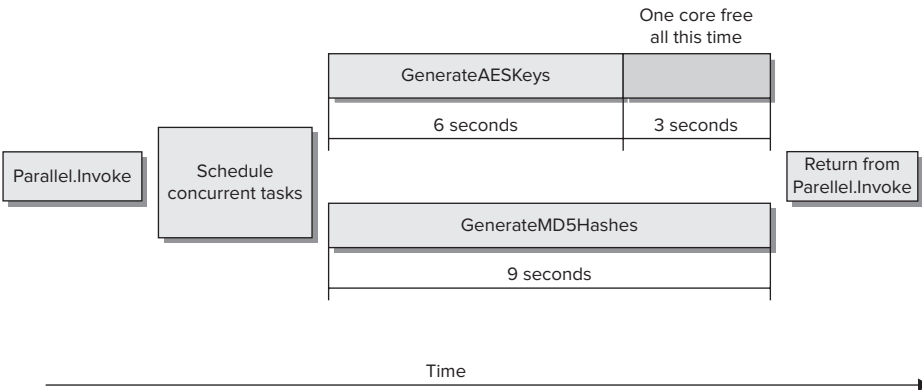 One core free
all this time
GenerateAESKeys
6 seconds
3 seconds
Parallel.Invoke
Schedule
concurrent tasks
Return from
Parellel.Invoke
GenerateMD5Hashes
9 seconds
Time